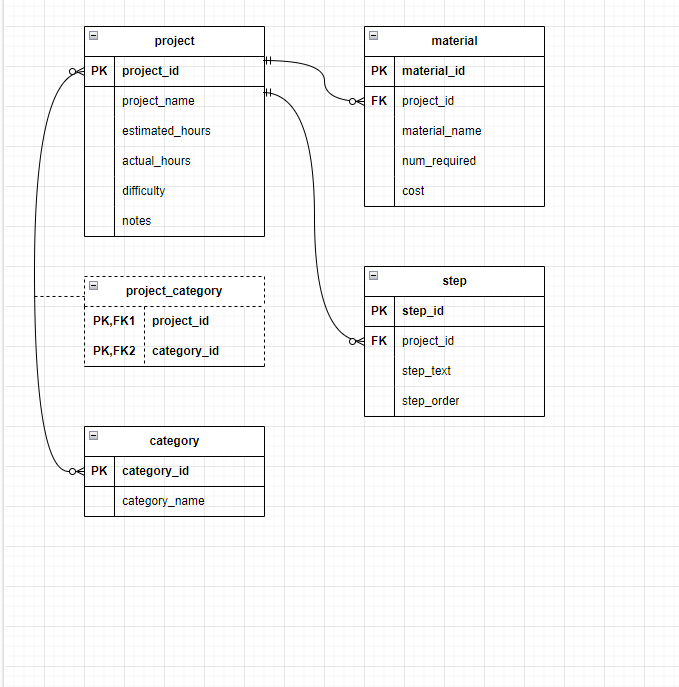 project
PK project_id
project_name
estimated_hours
actual_hours
difficulty
notes
material
PK material_id
FK project_id
material_name
num_required
cost
project_category
PK,FK1 project_id
PK,FK2 category_id
step
PK step_id
FK project_id
step_text
step_order
category
PK category_id
category_name